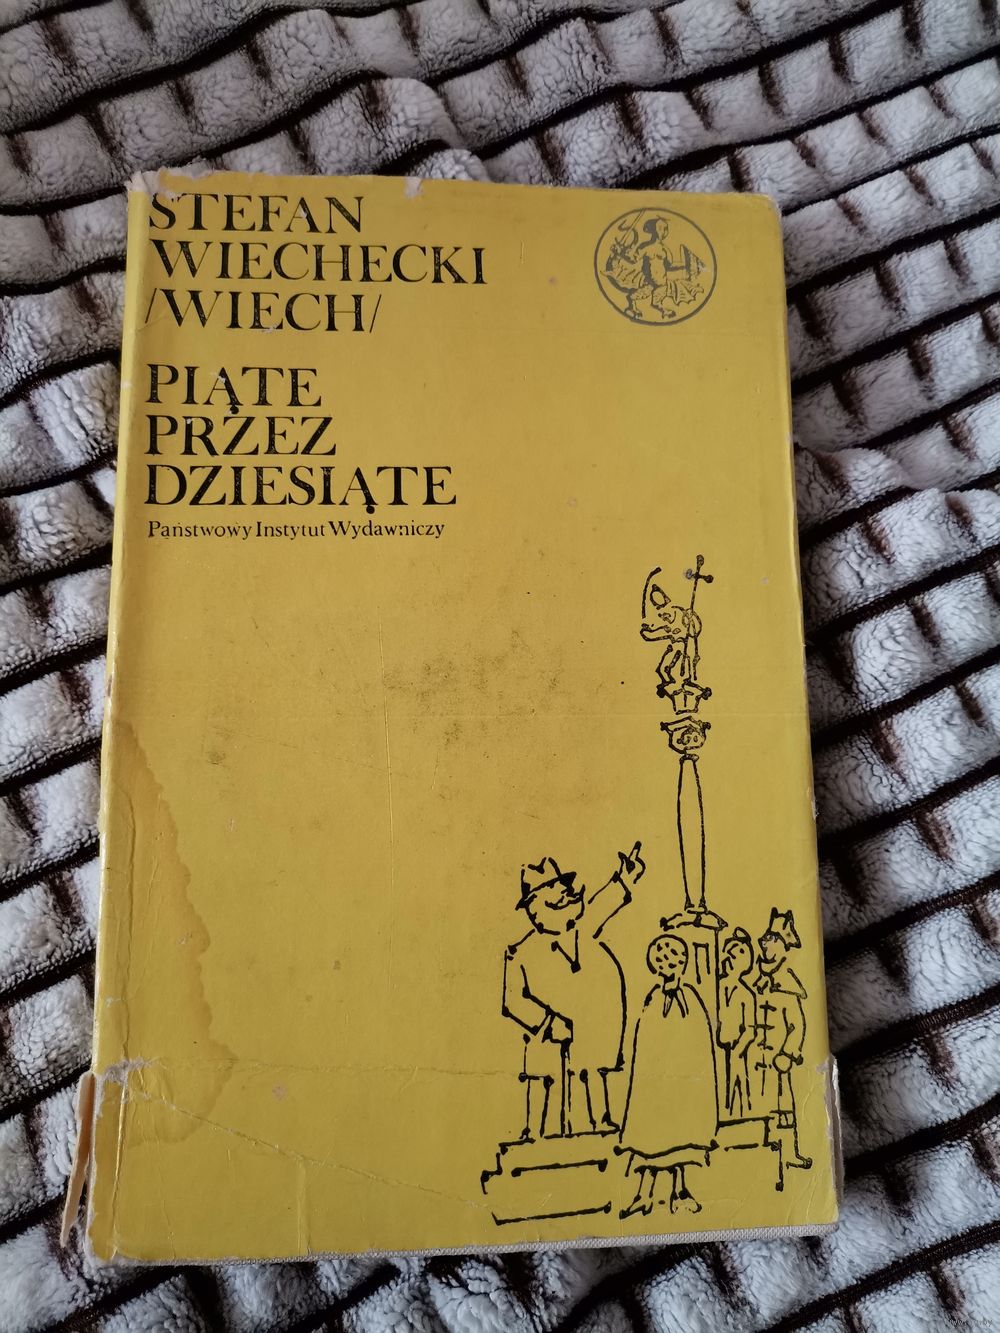 STEFAN
WIECHECKI
/WIECH/
PIĄTE
PRZEZ
DZIESIĄTE
Państwowy Instytut Wydawniczy